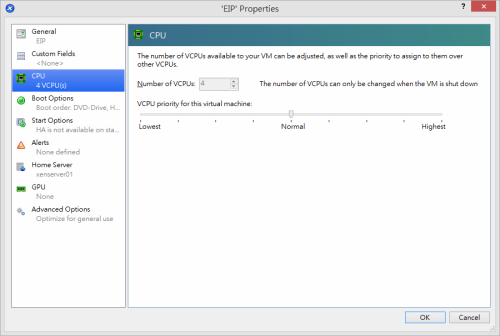 'EIP' Properties
General
EIP
Custom Fields
<None>
CPU
4 VCPU(s)
Boot Options
Boot order: DVD-Drive, H...
Start Options
HA is not available on sta...
Alerts
None defined
Home Server
xenserver01
GPU
None
Advanced Options
Optimize for general use
CPU
The number of VCPUs available to your VM can be adjusted, as well as the priority to assign to them over
other VCPUs.
Number of VCPUs: 4 The number of VCPUs can only be changed when the VM is shut down
VCPU priority for this virtual machine:
Lowest Normal Highest
OK Cancel